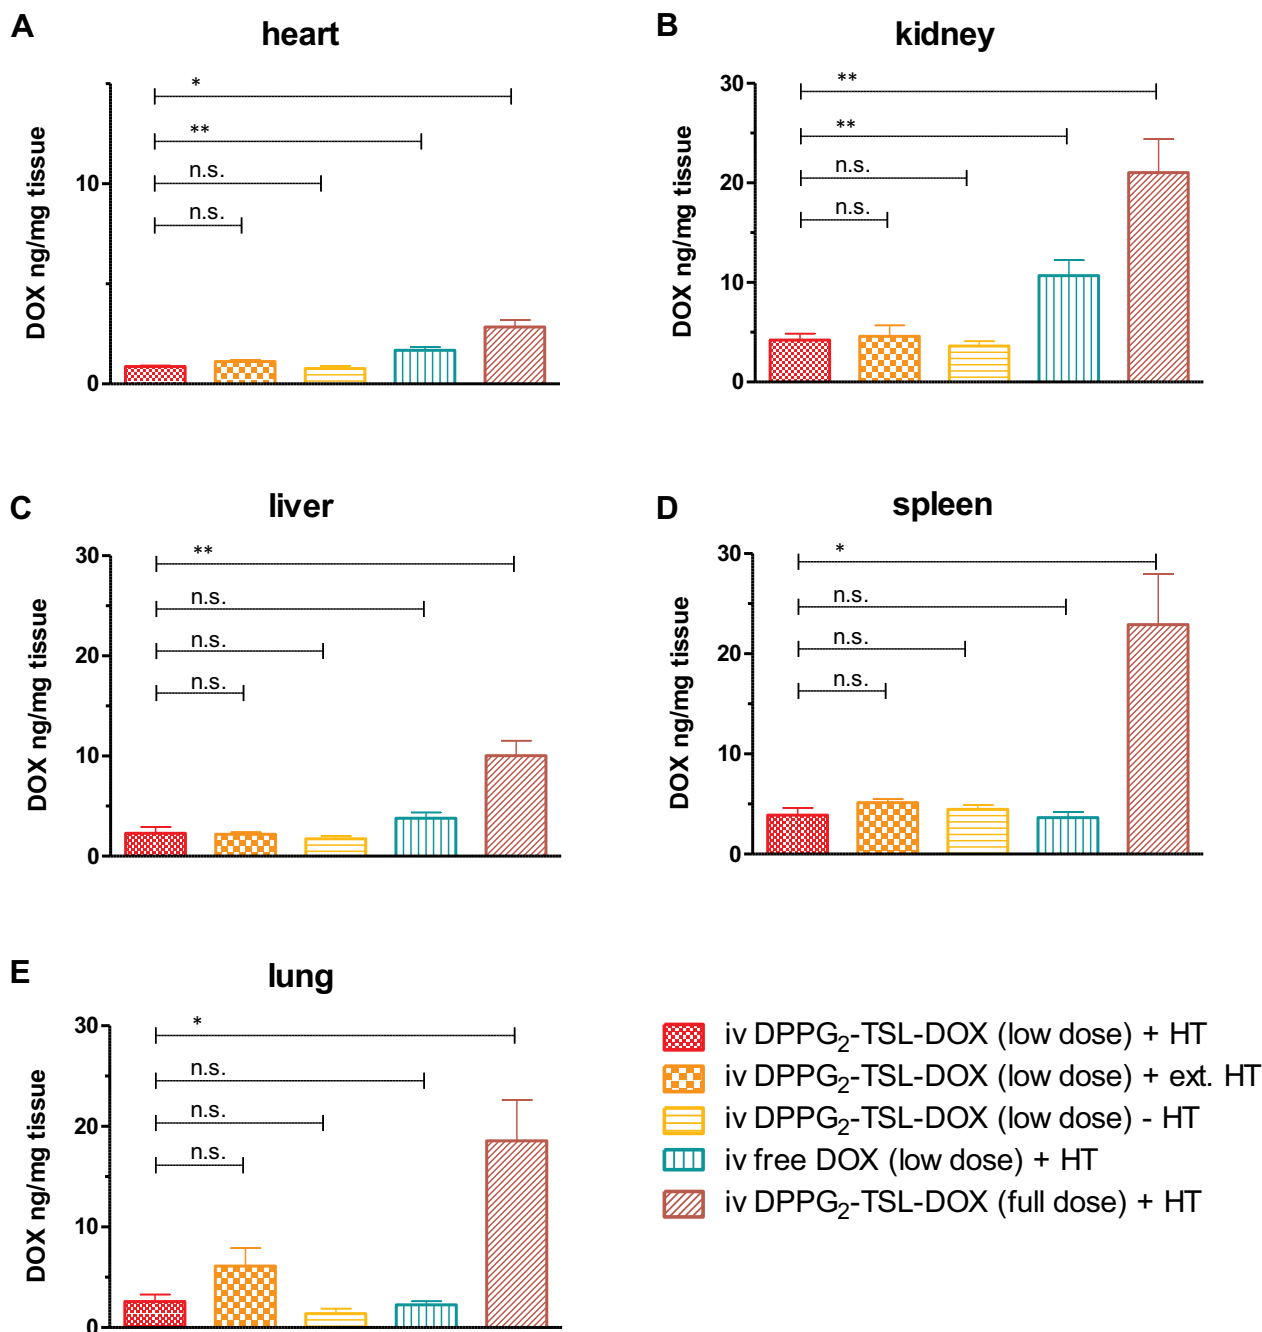 A
heart
DOX ng/mg tissue
10
0
*
**
n.s.
n.s.
B
kidney
DOX ng/mg tissue
30
20
10
0
**
**
n.s.
n.s.
C
liver
DOX ng/mg tissue
30
20
10
0
**
n.s.
n.s.
n.s.
D
spleen
DOX ng/mg tissue
30
20
10
0
*
n.s.
n.s.
n.s.
E
lung
DOX ng/mg tissue
30
20
10
0
*
n.s.
n.s.
n.s.
iv DPPG₂-TSL-DOX (low dose) + HT
iv DPPG₂-TSL-DOX (low dose) + ext. HT
iv DPPG₂-TSL-DOX (low dose) - HT
iv free DOX (low dose) + HT
iv DPPG₂-TSL-DOX (full dose) + HT